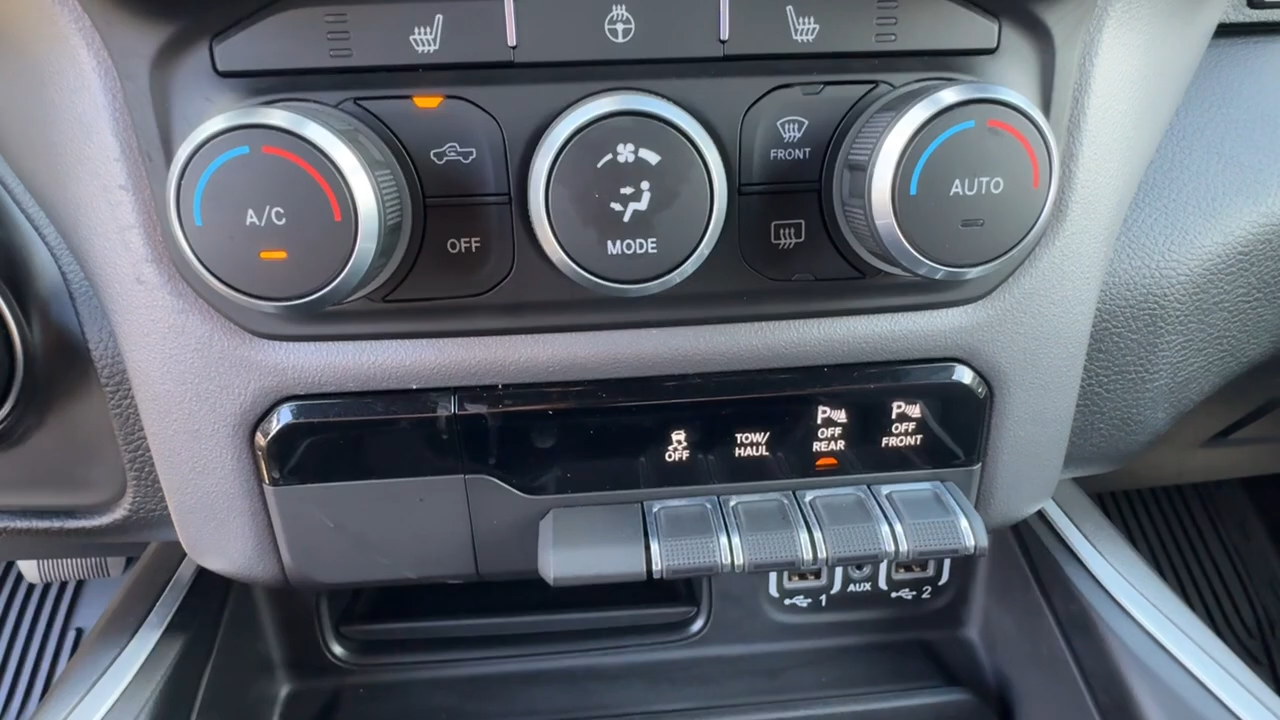 A/C
OFF
MODE
FRONT
AUTO
OFF
TOW/
HAUL
P
OFF
REAR
P
OFF
FRONT
1
AUX
2